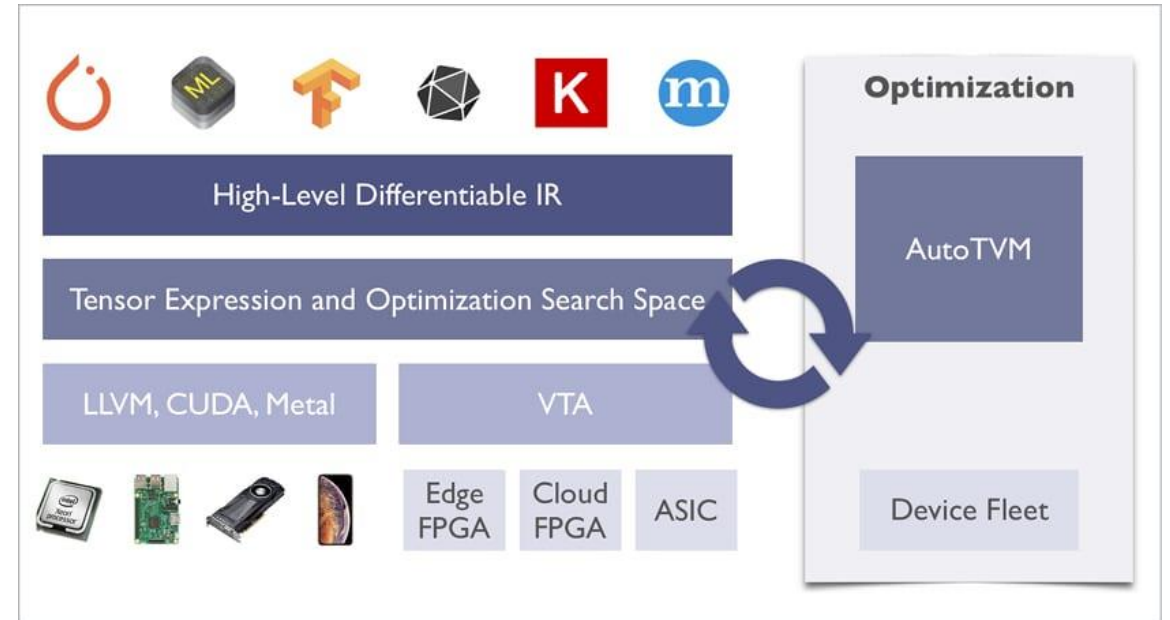 ML
K
m
Optimization
High-Level Differentiable IR
AutoTVM
Tensor Expression and Optimization Search Space
LLVM, CUDA, Metal
VTA
Edge
FPGA
Cloud
FPGA
ASIC
Device Fleet